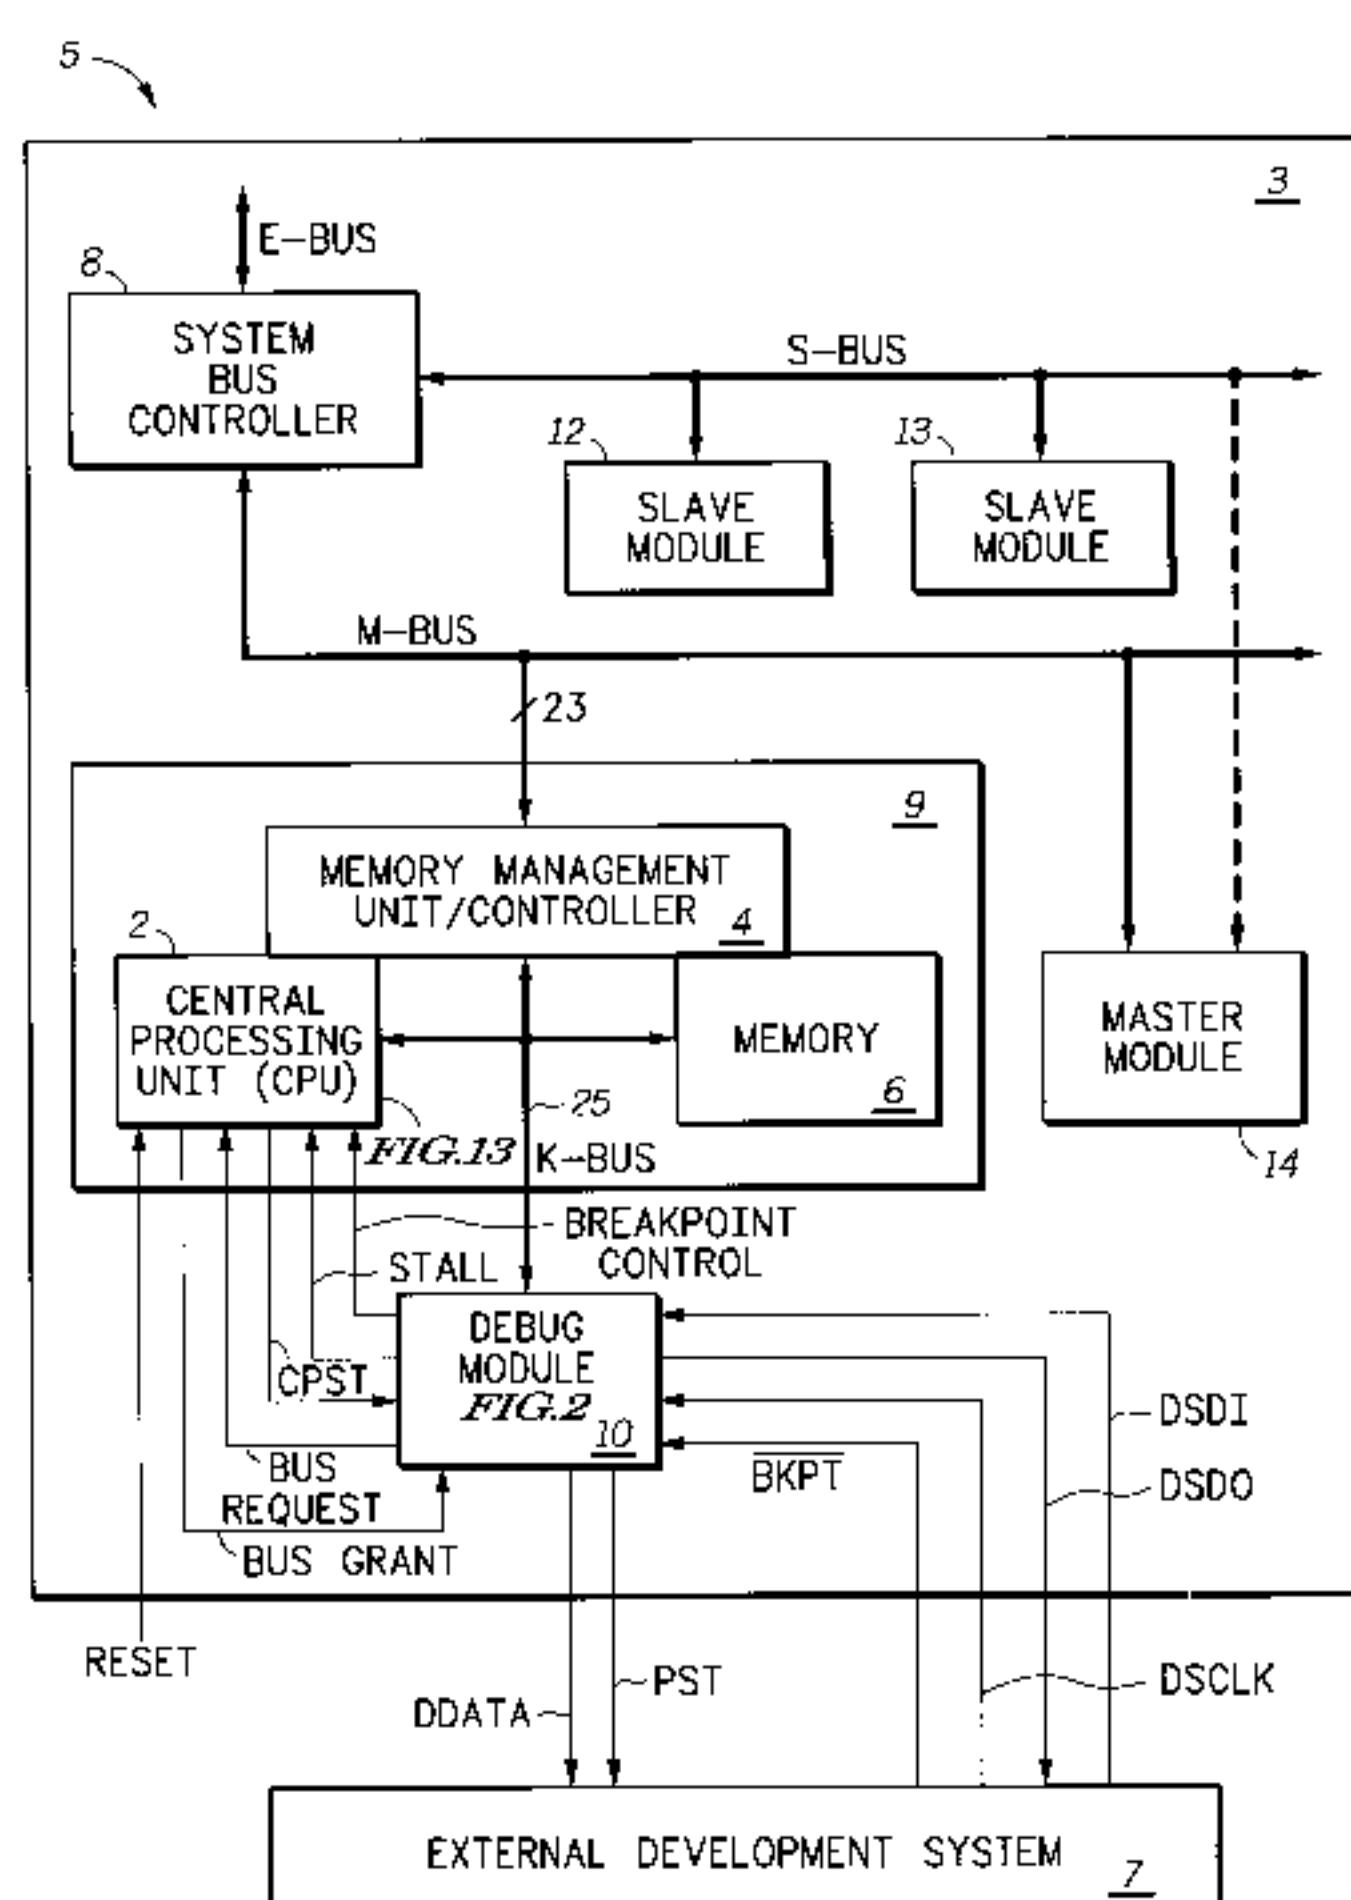 5
3
E-BUS
8
SYSTEM
BUS
CONTROLLER
S-BUS
12
SLAVE
MODULE
13
SLAVE
MODULE
M-BUS
23
9
MEMORY MANAGEMENT
UNIT/CONTROLLER
4
2
CENTRAL
PROCESSING
UNIT (CPU)
MEMORY
6
MASTER
MODULE
14
25
FIG.13
K-BUS
BREAKPOINT
CONTROL
STALL
DEBUG
MODULE
FIG.2
10
CPST
BUS
REQUEST
BUS GRANT
BKPT
DSDI
DSDO
RESET
PST
DDATA
DSCLK
EXTERNAL DEVELOPMENT SYSTEM
7